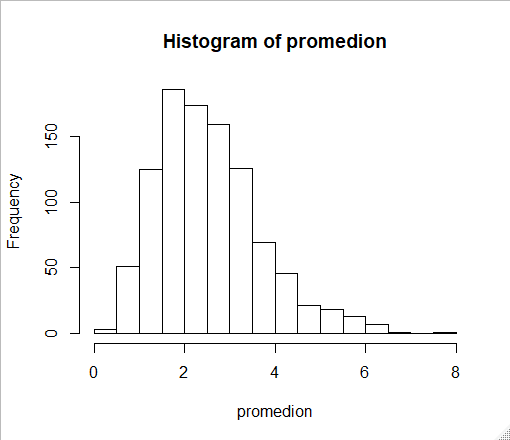 Histogram of promedion
Frequency
150
100
50
0
0 2 4 6 8
promedion